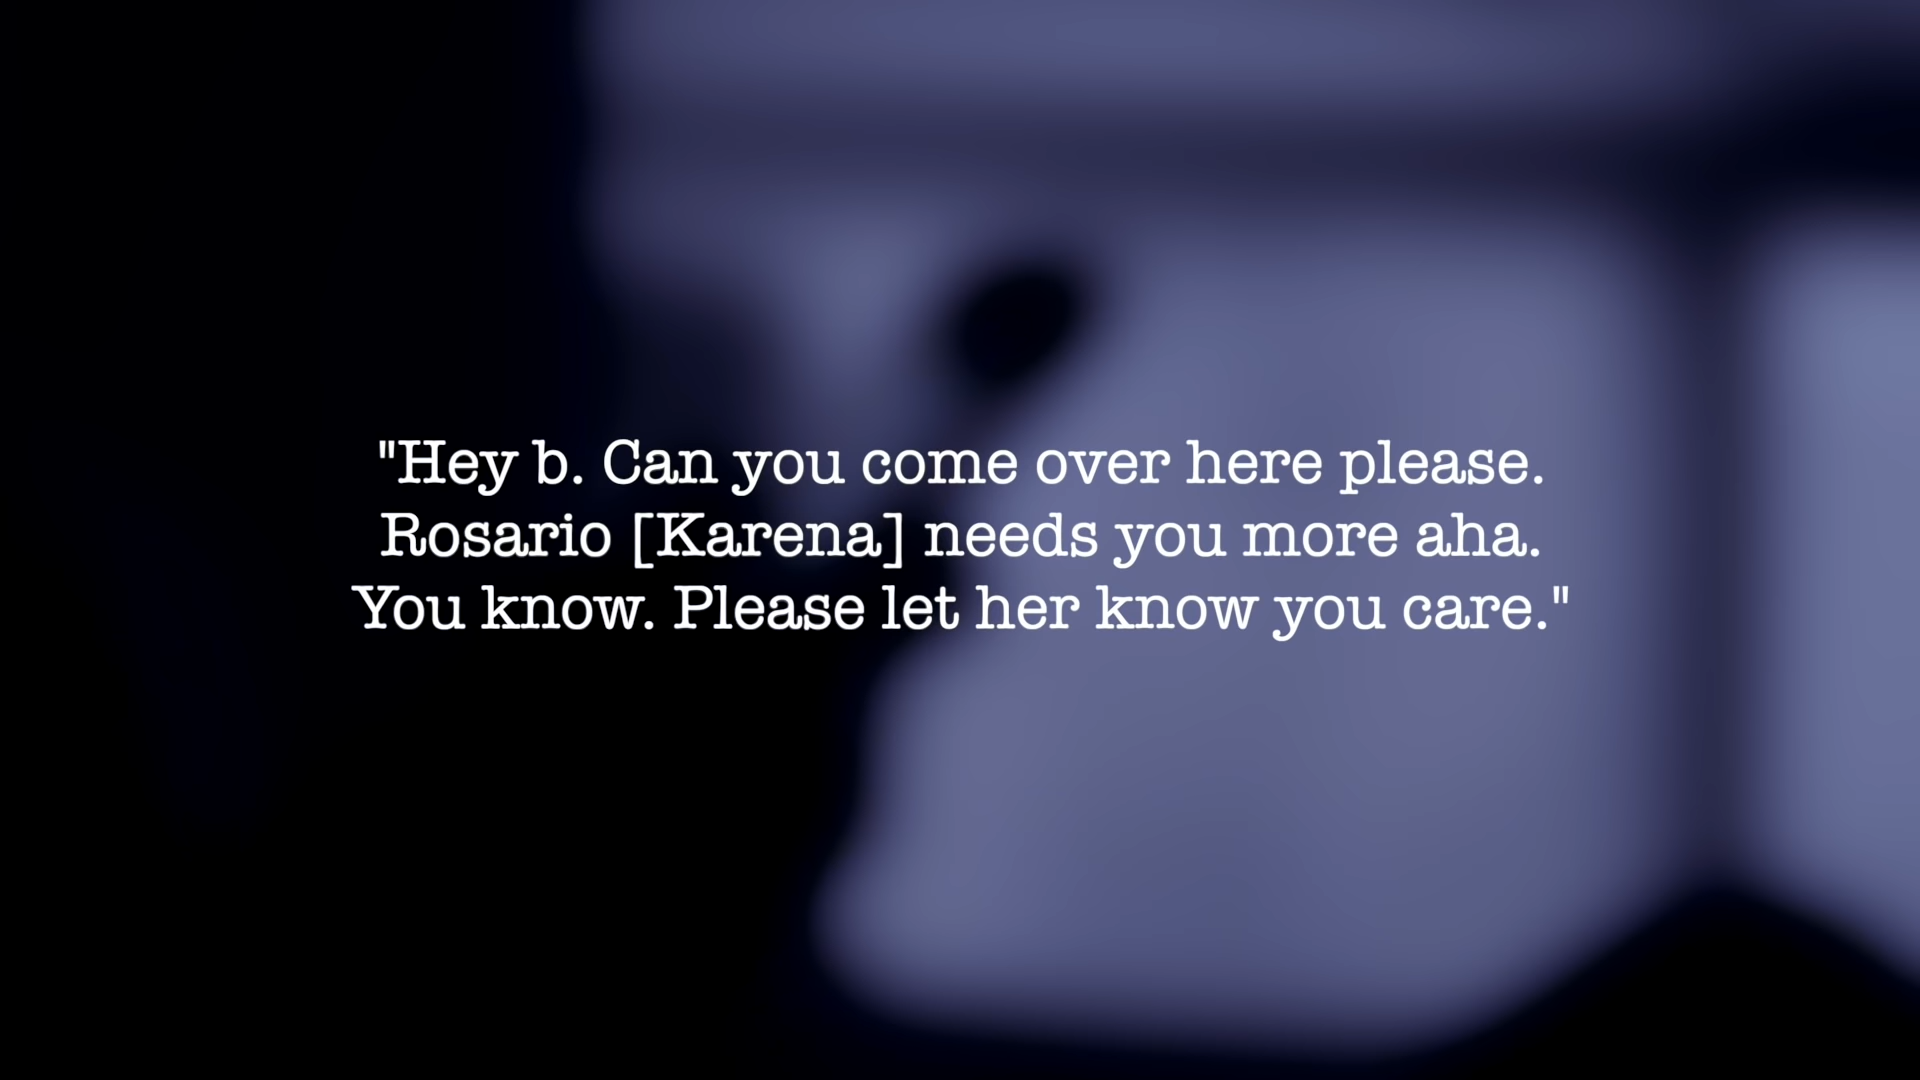 "Hey b. Can you come over here please.
Rosario [Karena] needs you more aha.
You know. Please let her know you care."